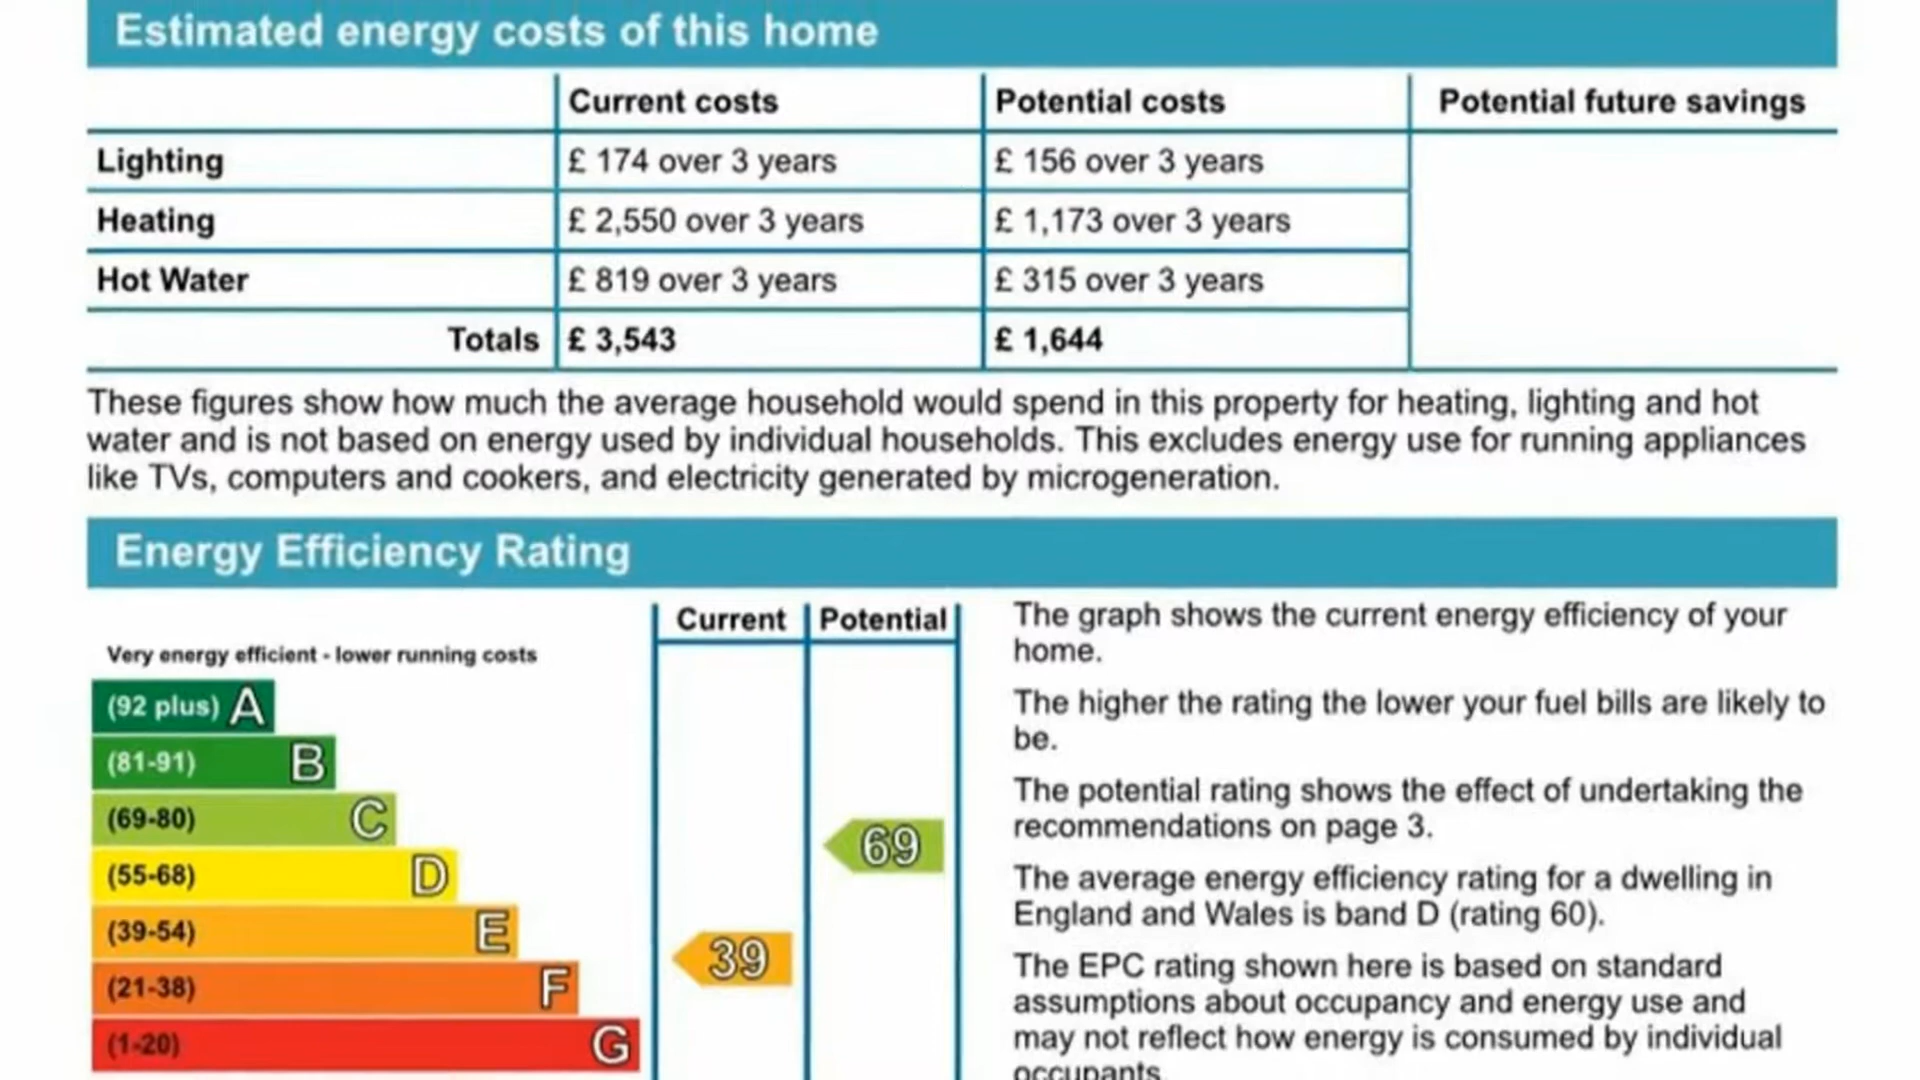 Estimated energy costs of this home
Current costs Potential costs Potential future savings
Lighting £ 174 over 3 years £ 156 over 3 years
Heating £ 2,550 over 3 years £ 1,173 over 3 years
Hot Water £ 819 over 3 years £ 315 over 3 years
Totals £ 3,543 £ 1,644
These figures show how much the average household would spend in this property for heating, lighting and hot
water and is not based on energy used by individual households. This excludes energy use for running appliances
like TVs, computers and cookers, and electricity generated by microgeneration.
Energy Efficiency Rating
Current Potential
Very energy efficient - lower running costs
(92 plus) A
(81-91) B
(69-80) C
(55-68) D
(39-54) E
(21-38) F
(1-20) G
69
39
The graph shows the current energy efficiency of your
home.
The higher the rating the lower your fuel bills are likely to
be.
The potential rating shows the effect of undertaking the
recommendations on page 3.
The average energy efficiency rating for a dwelling in
England and Wales is band D (rating 60).
The EPC rating shown here is based on standard
assumptions about occupancy and energy use and
may not reflect how energy is consumed by individual
occupants.